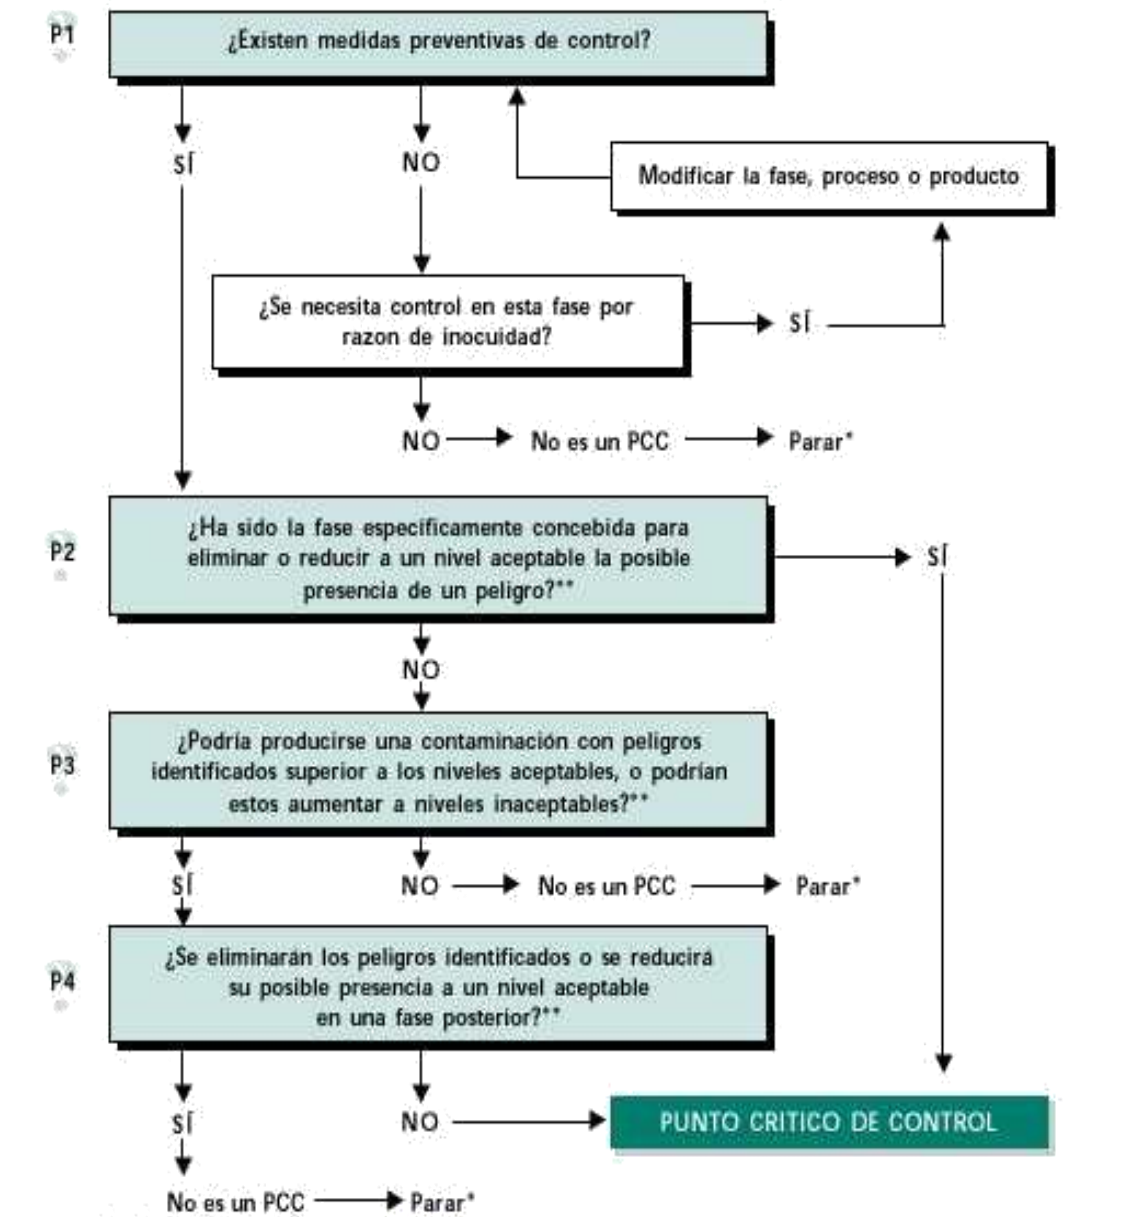 P1
¿Existen medidas preventivas de control?
SÍ
NO
Modificar la fase, proceso o producto
¿Se necesita control en esta fase por
razon de inocuidad?
SÍ
NO
No es un PCC
Parar*
P2
¿Ha sido la fase específicamente concebida para
eliminar o reducir a un nivel aceptable la posible
presencia de un peligro?**
SÍ
NO
P3
¿Podría producirse una contaminación con peligros
identificados superior a los niveles aceptables, o podrían
estos aumentar a niveles inaceptables?**
SÍ
NO
No es un PCC
Parar*
P4
¿Se eliminarán los peligros identificados o se reducirá
su posible presencia a un nivel aceptable
en una fase posterior?**
SÍ
NO
PUNTO CRITICO DE CONTROL
No es un PCC
Parar*